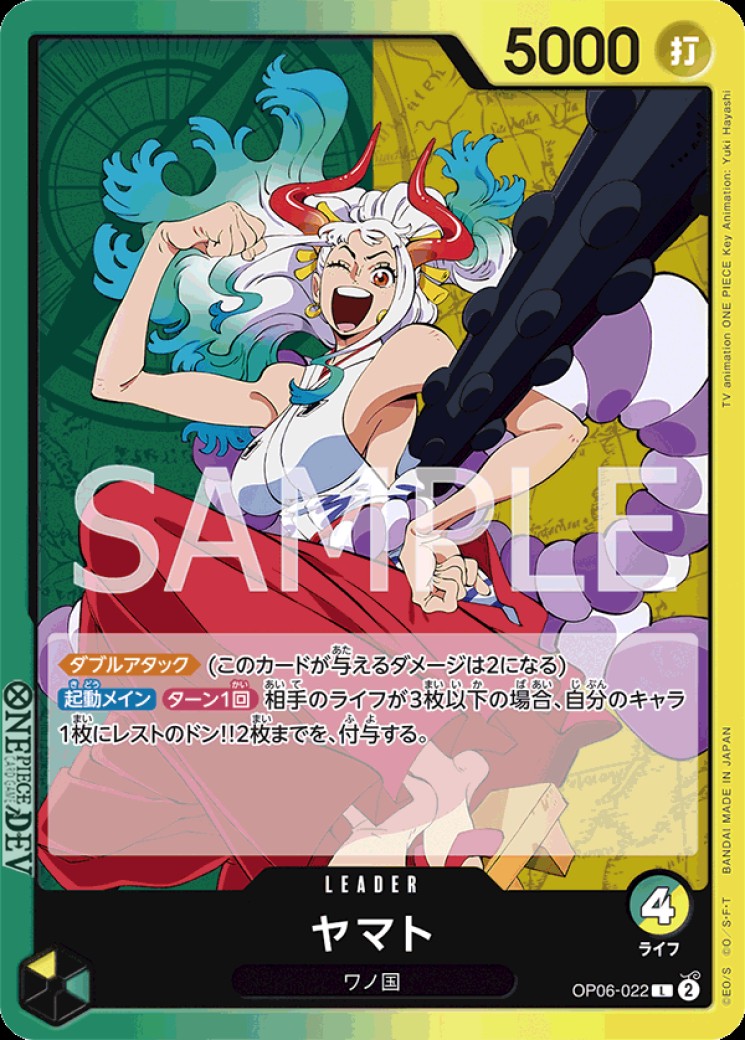 5000 打
TV animation ONE PIECE Key Animation: Yuki Hayashi
SAMPLE
ダブルアタック (このカードが与えるダメージは2になる)
起動メイン ターン1回 相手のライフが3枚以下の場合、自分のキャラ
1枚にレストのドン!!2枚までを、付与する。
ONE PIECE
CARD GAME
DEV
BANDAI MADE IN JAPAN
©EO/S ©O/S・F・T
LEADER
ヤマト
ワノ国
4
ライフ
OP06-022 L 2